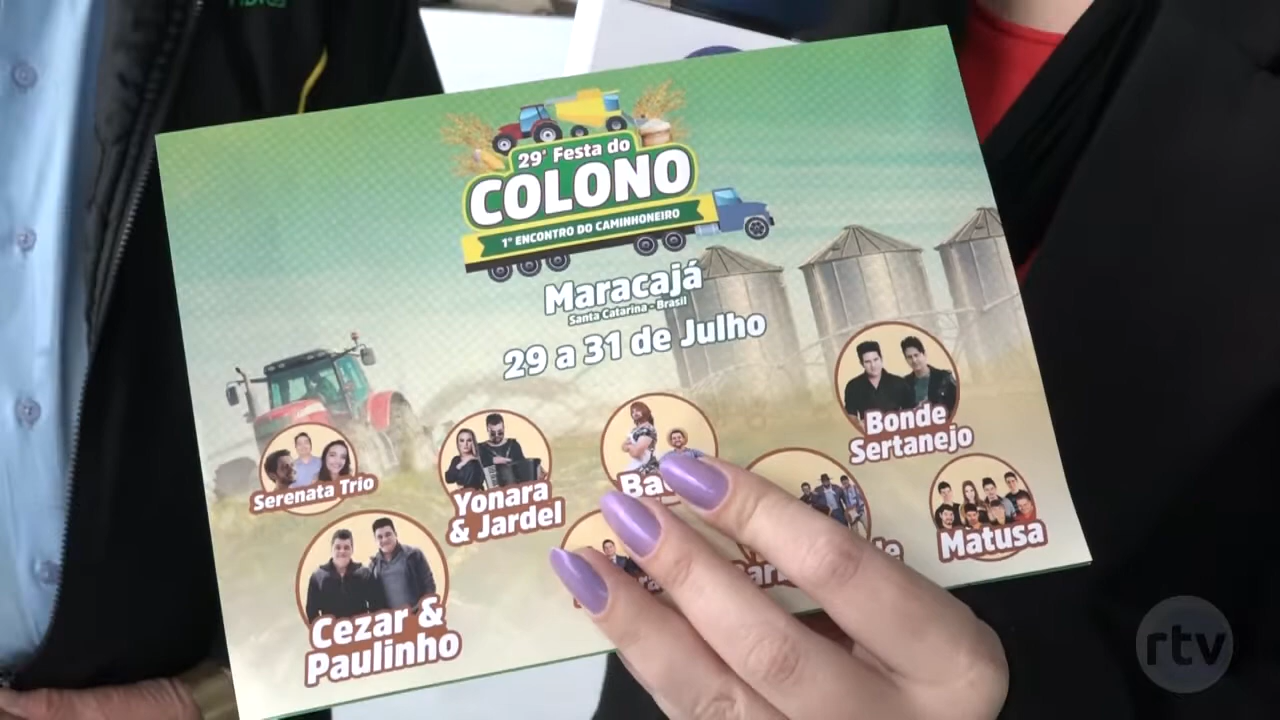 29ª Festa do
COLONO
1º ENCONTRO DO CAMINHONEIRO
Maracajá
Santa Catarina - Brasil
29 a 31 de Julho
Bonde
Sertanejo
Serenata Trio
Yonara
& Jardel
Matusa
Cezar &
Paulinho
rtv